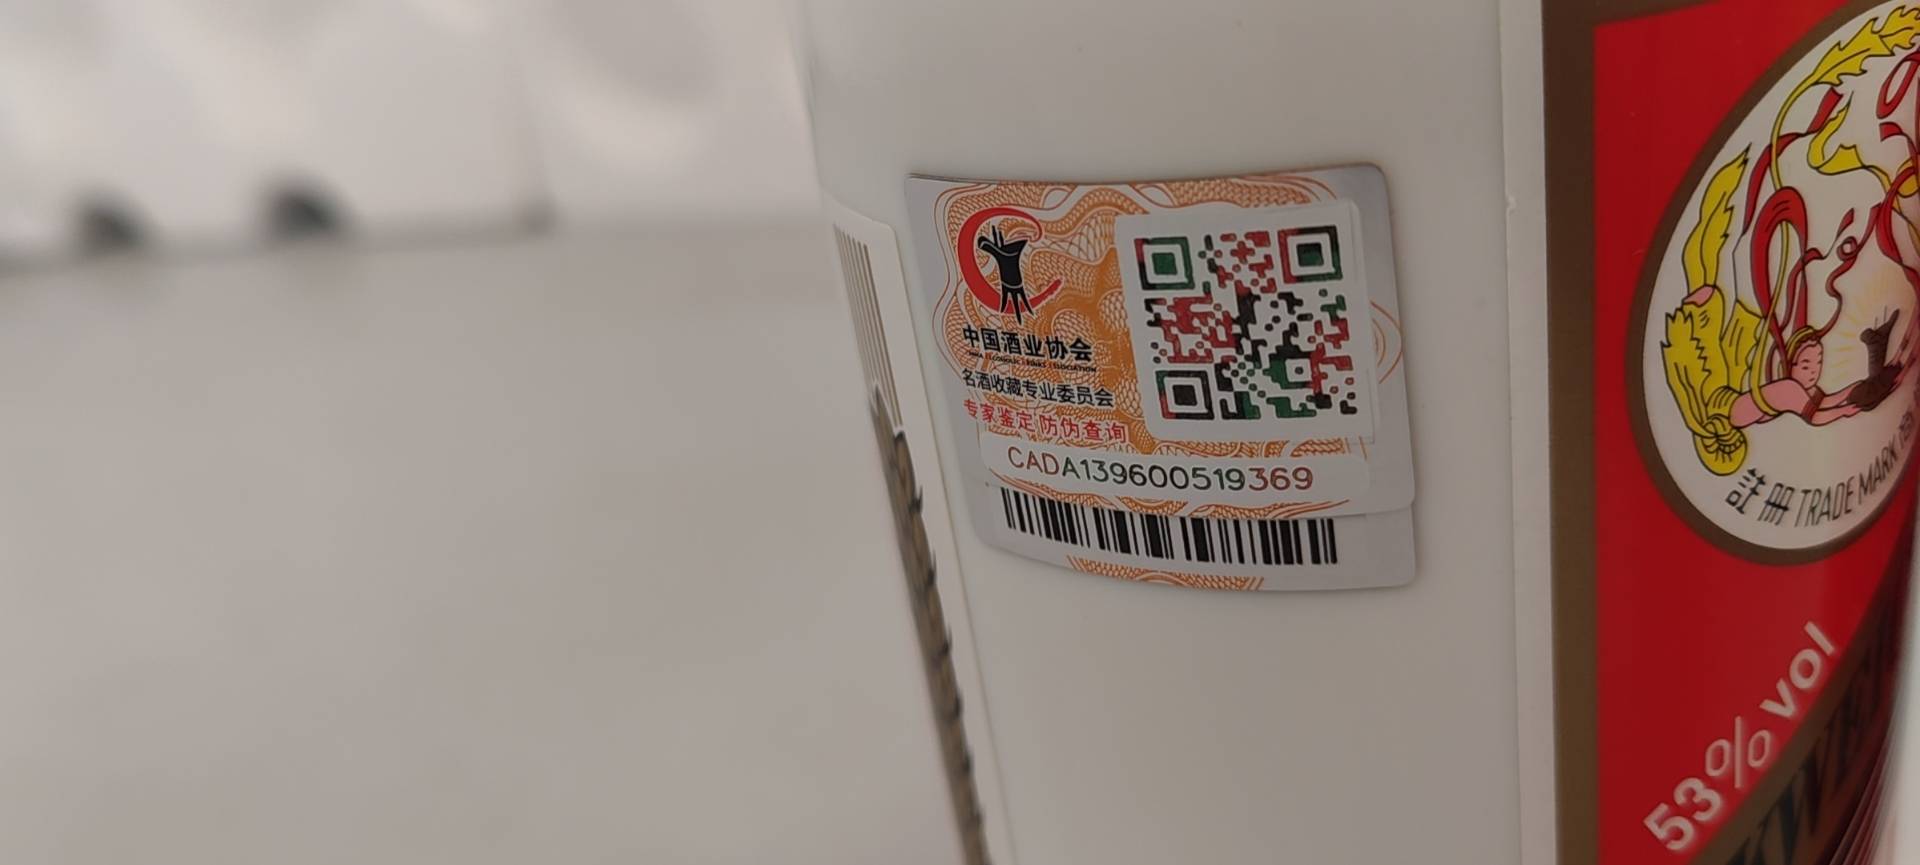 中国酒业协会
名酒收藏专业委员会
专家鉴定 防伪查询
CADA139600519369
註册 TRADE MARK
53% vol